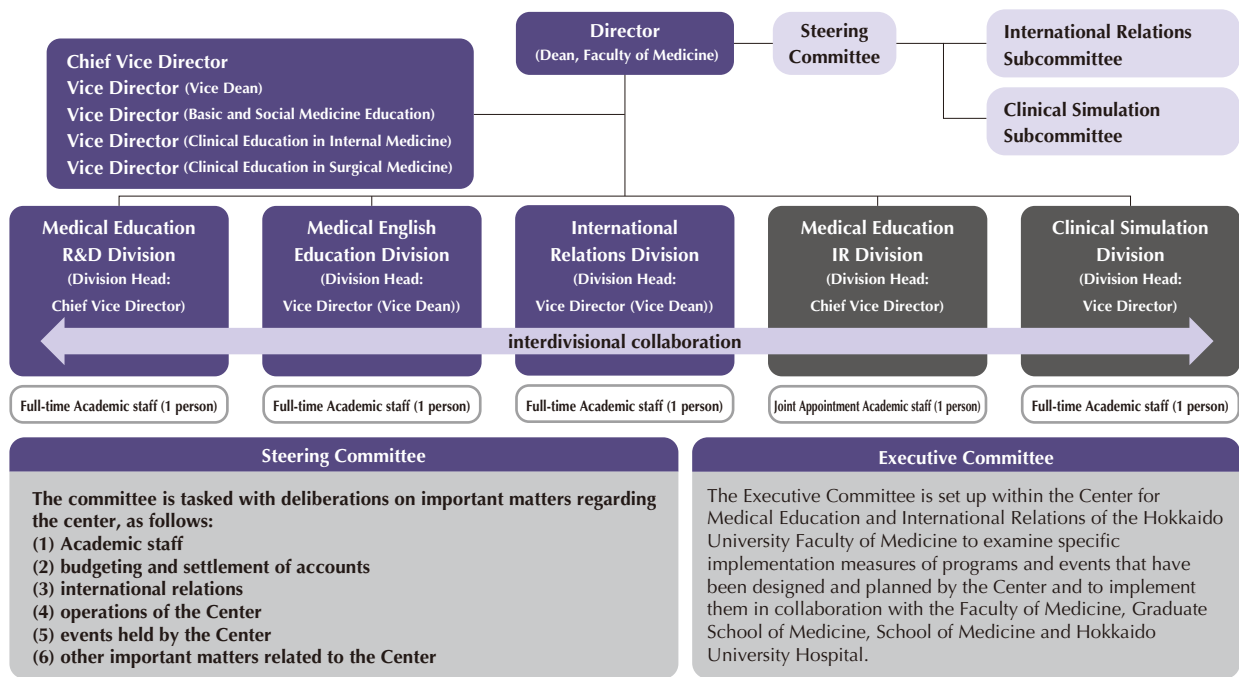 Director
(Dean, Faculty of Medicine)
Steering
Committee
International Relations
Subcommittee
Clinical Simulation
Subcommittee
Chief Vice Director
Vice Director (Vice Dean)
Vice Director (Basic and Social Medicine Education)
Vice Director (Clinical Education in Internal Medicine)
Vice Director (Clinical Education in Surgical Medicine)
Medical Education
R&D Division
(Division Head:
Chief Vice Director)
Medical English
Education Division
(Division Head:
Vice Director (Vice Dean))
International
Relations Division
(Division Head:
Vice Director (Vice Dean))
Medical Education
IR Division
(Division Head:
Chief Vice Director)
Clinical Simulation
Division
(Division Head:
Vice Director)
interdivisional collaboration
Full-time Academic staff (1 person)
Full-time Academic staff (1 person)
Full-time Academic staff (1 person)
Joint Appointment Academic staff (1 person)
Full-time Academic staff (1 person)
Steering Committee
The committee is tasked with deliberations on important matters regarding
the center, as follows:
(1) Academic staff
(2) budgeting and settlement of accounts
(3) international relations
(4) operations of the Center
(5) events held by the Center
(6) other important matters related to the Center
Executive Committee
The Executive Committee is set up within the Center for
Medical Education and International Relations of the Hokkaido
University Faculty of Medicine to examine specific
implementation measures of programs and events that have
been designed and planned by the Center and to implement
them in collaboration with the Faculty of Medicine, Graduate
School of Medicine, School of Medicine and Hokkaido
University Hospital.